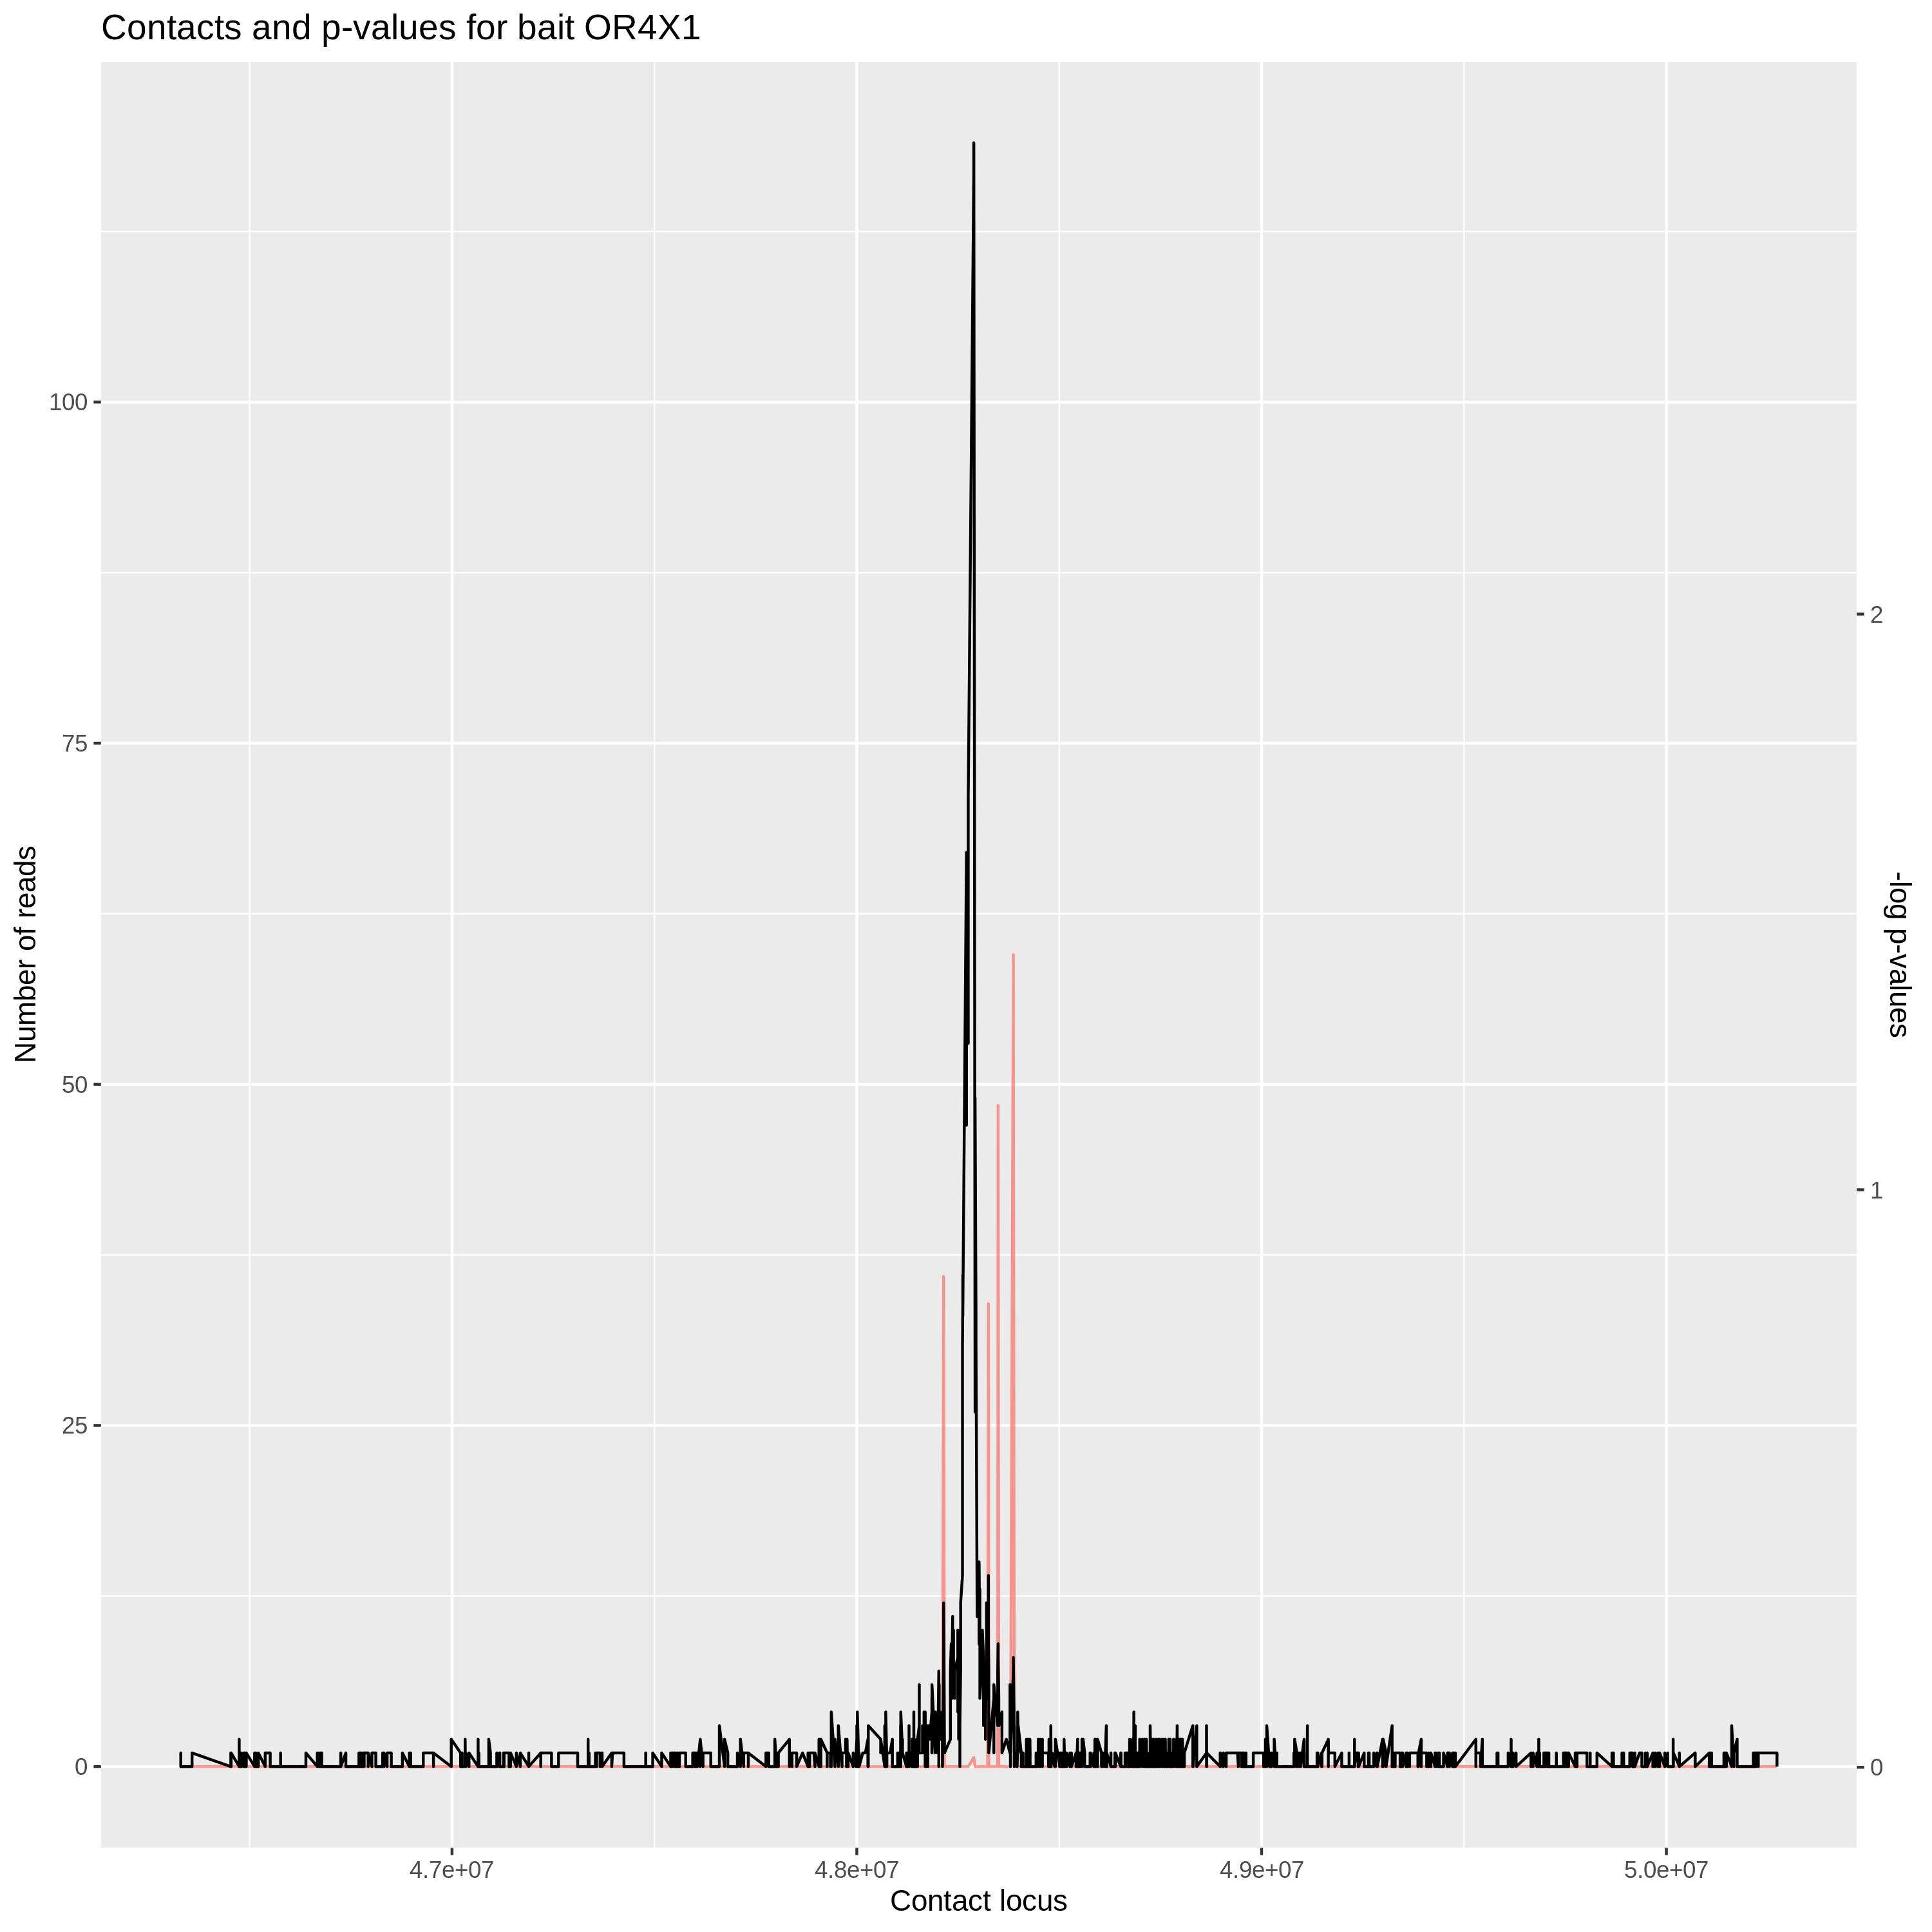 Contacts and p-values for bait OR4X1
Number of reads
100
75
50
25
0
2
1
0
-log p-values
4.7e+07
4.8e+07
4.9e+07
5.0e+07
Contact locus